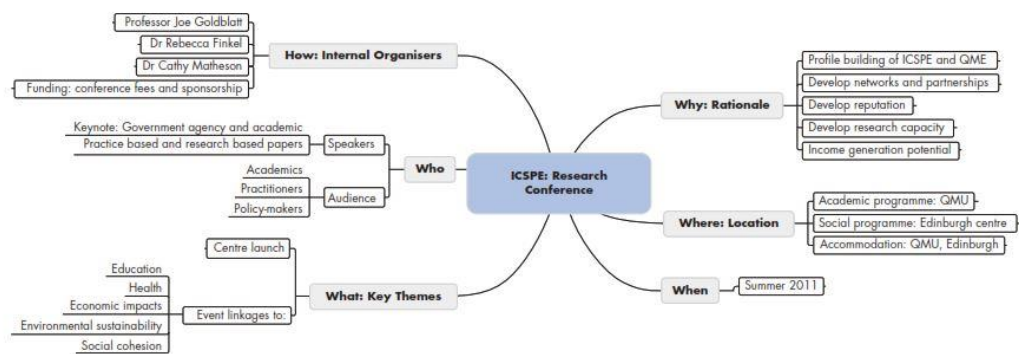 ICSPE: Research
Conference
How: Internal Organisers
Professor Joe Goldblatt
Dr Rebecca Finkel
Dr Cathy Matheson
Funding: conference fees and sponsorship
Who
Speakers
Keynote: Government agency and academic
Practice based and research based papers
Audience
Academics
Practitioners
Policy-makers
What: Key Themes
Centre launch
Event linkages to:
Education
Health
Economic impacts
Environmental sustainability
Social cohesion
Why: Rationale
Profile building of ICSPE and QME
Develop networks and partnerships
Develop reputation
Develop research capacity
Income generation potential
Where: Location
Academic programme: QMU
Social programme: Edinburgh centre
Accommodation: QMU, Edinburgh
When
Summer 2011